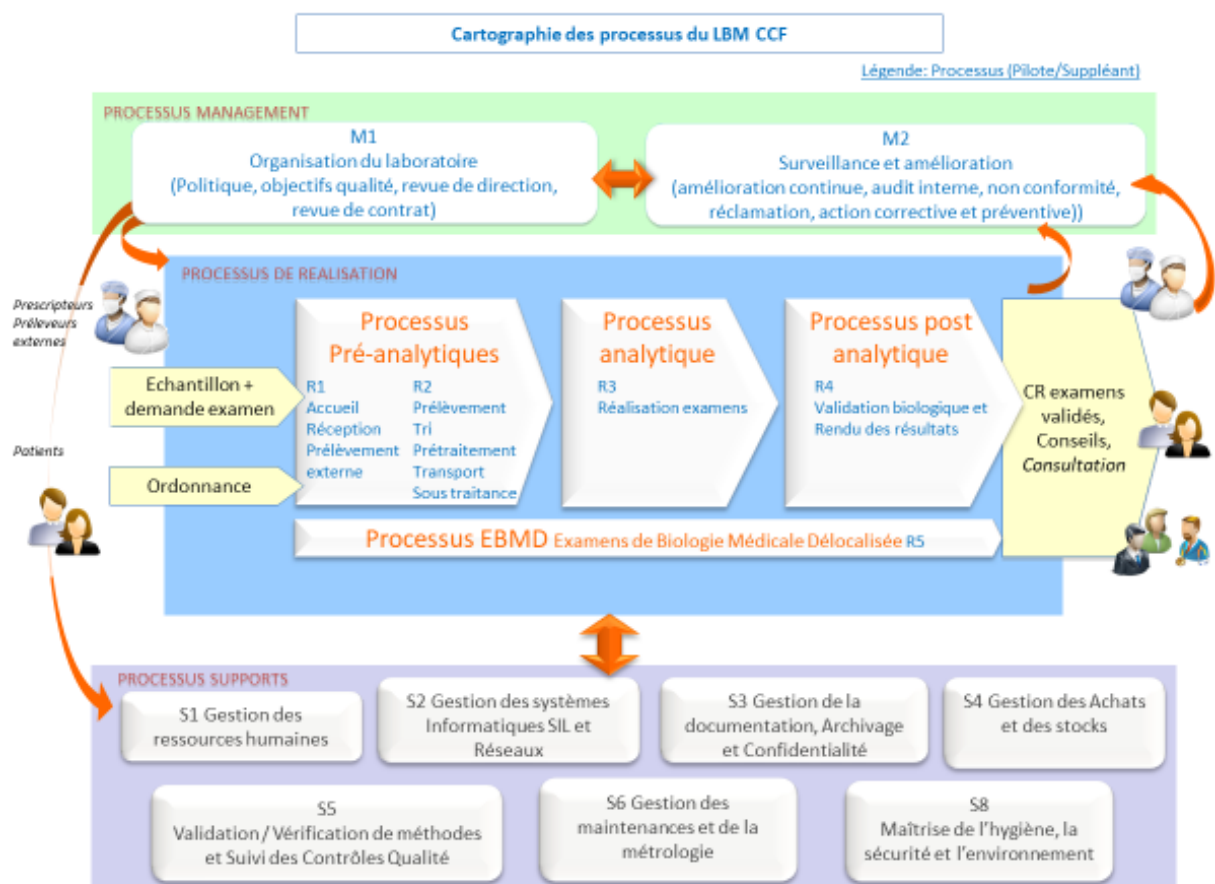 Cartographie des processus du LBM CCF
Légende: Processus (Pilote/Suppléant)
PROCESSUS MANAGEMENT
M1
Organisation du laboratoire
(Politique, objectifs qualité, revue de direction,
revue de contrat)
M2
Surveillance et amélioration
(amélioration continue, audit interne, non conformité,
réclamation, action corrective et préventive))
PROCESSUS DE REALISATION
Prescripteurs
Préleveurs
externes
Patients
Echantillon +
demande examen
Ordonnance
Processus
Pré-analytiques
R1
Accueil
Réception
Prélèvement
externe
R2
Prélèvement
Tri
Prétraitement
Transport
Sous traitance
Processus
analytique
R3
Réalisation examens
Processus post
analytique
R4
Validation biologique et
Rendu des résultats
CR examens
validés,
Conseils,
Consultation
Processus EBMD Examens de Biologie Médicale Délocalisée R5
PROCESSUS SUPPORTS
S1 Gestion des
ressources humaines
S2 Gestion des systèmes
Informatiques SIL et
Réseaux
S3 Gestion de la
documentation, Archivage
et Confidentialité
S4 Gestion des Achats
et des stocks
S5
Validation / Vérification de méthodes
et Suivi des Contrôles Qualité
S6 Gestion des
maintenances et de la
métrologie
S8
Maîtrise de l'hygiène, la
sécurité et l'environnement